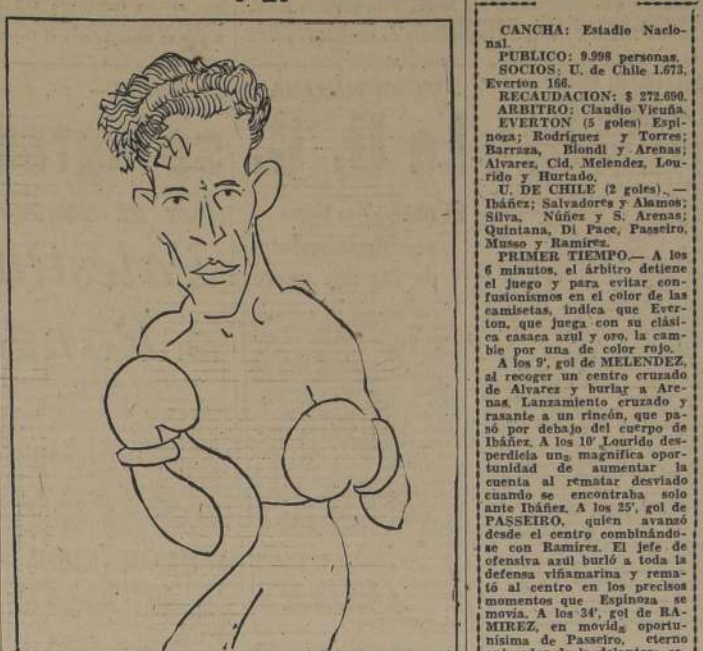 CANCHA: Estadio Nacio-
nal.
PUBLICO: 9.998 personas.
SOCIOS: U. de Chile 1.673,
Everton 166.
RECAUDACION: $ 272.690.
ARBITRO: Claudio Vicuña.
EVERTON (5 goles) Espi-
noza; Rodríguez y Torres;
Barraza, Biondi y Arenas;
Alvarez, Cid, Melendez, Lou-
rido y Hurtado.
U. DE CHILE (2 goles).—
Ibáñez; Salvadores y Alamos;
Silva, Núñez y S. Arenas;
Quintana, Di Pace, Passeiro,
Musso y Ramírez.
PRIMER TIEMPO.— A los
6 minutos, el árbitro detiene
el juego y para evitar con-
fusionismos en el color de las
camisetas, indica que Ever-
ton, que juega con su clási-
ca casaca azul y oro, la cam-
bie por una de color rojo.
A los 9', gol de MELENDEZ,
al recoger un centro cruzado
de Alvarez y burlar a Are-
nas. Lanzamiento cruzado y
rasante a un rincón, que pa-
só por debajo del cuerpo de
Ibáñez. A los 10' Lourido des-
perdicia una magnífica opor-
tunidad de aumentar la
cuenta al rematar desviado
cuando se encontraba solo
ante Ibáñez. A los 25', gol de
PASSEIRO, quien avanzó
desde el centro combinándo-
se con Ramírez. El jefe de
ofensiva azul burló a toda la
defensa viñamarina y rema-
tó al centro en los precisos
momentos que Espinoza se
movía. A los 34', gol de RA-
MIREZ, en movida oportu-
nísima de Passeiro, eterno